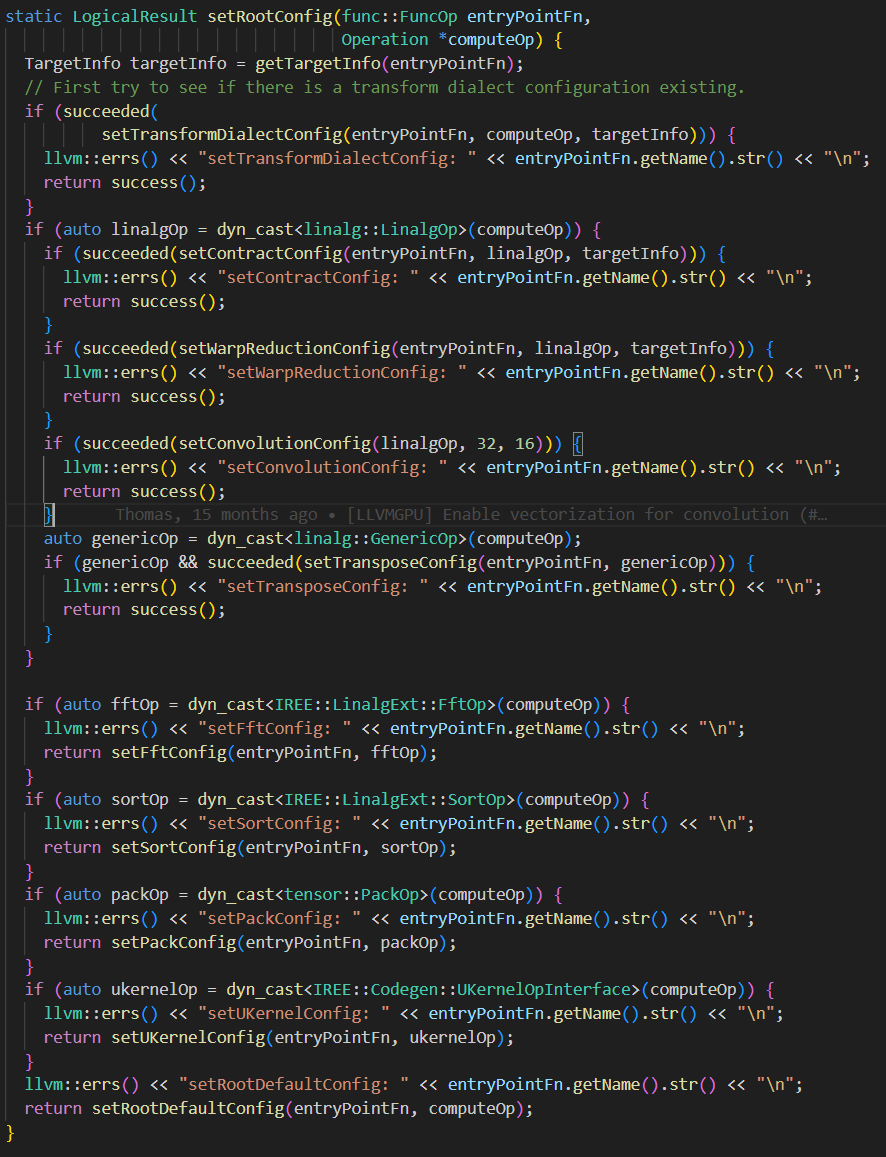 static LogicalResult setRootConfig(func::FuncOp entryPointFn,
                                   Operation *computeOp) {
  TargetInfo targetInfo = getTargetInfo(entryPointFn);
  // First try to see if there is a transform dialect configuration existing.
  if (succeeded(
          setTransformDialectConfig(entryPointFn, computeOp, targetInfo))) {
    llvm::errs() << "setTransformDialectConfig: " << entryPointFn.getName().str() << "\n";
    return success();
  }
  if (auto linalgOp = dyn_cast<linalg::LinalgOp>(computeOp)) {
    if (succeeded(setContractConfig(entryPointFn, linalgOp, targetInfo))) {
      llvm::errs() << "setContractConfig: " << entryPointFn.getName().str() << "\n";
      return success();
    }
    if (succeeded(setWarpReductionConfig(entryPointFn, linalgOp, targetInfo))) {
      llvm::errs() << "setWarpReductionConfig: " << entryPointFn.getName().str() << "\n";
      return success();
    }
    if (succeeded(setConvolutionConfig(linalgOp, 32, 16))) {
      llvm::errs() << "setConvolutionConfig: " << entryPointFn.getName().str() << "\n";
      return success();
    }      Thomas, 15 months ago • [LLVMGPU] Enable vectorization for convolution (#…
    auto genericOp = dyn_cast<linalg::GenericOp>(computeOp);
    if (genericOp && succeeded(setTransposeConfig(entryPointFn, genericOp))) {
      llvm::errs() << "setTransposeConfig: " << entryPointFn.getName().str() << "\n";
      return success();
    }
  }

  if (auto fftOp = dyn_cast<IREE::LinalgExt::FftOp>(computeOp)) {
    llvm::errs() << "setFftConfig: " << entryPointFn.getName().str() << "\n";
    return setFftConfig(entryPointFn, fftOp);
  }
  if (auto sortOp = dyn_cast<IREE::LinalgExt::SortOp>(computeOp)) {
    llvm::errs() << "setSortConfig: " << entryPointFn.getName().str() << "\n";
    return setSortConfig(entryPointFn, sortOp);
  }
  if (auto packOp = dyn_cast<tensor::PackOp>(computeOp)) {
    llvm::errs() << "setPackConfig: " << entryPointFn.getName().str() << "\n";
    return setPackConfig(entryPointFn, packOp);
  }
  if (auto ukernelOp = dyn_cast<IREE::Codegen::UKernelOpInterface>(computeOp)) {
    llvm::errs() << "setUKernelConfig: " << entryPointFn.getName().str() << "\n";
    return setUKernelConfig(entryPointFn, ukernelOp);
  }
  llvm::errs() << "setRootDefaultConfig: " << entryPointFn.getName().str() << "\n";
  return setRootDefaultConfig(entryPointFn, computeOp);
}